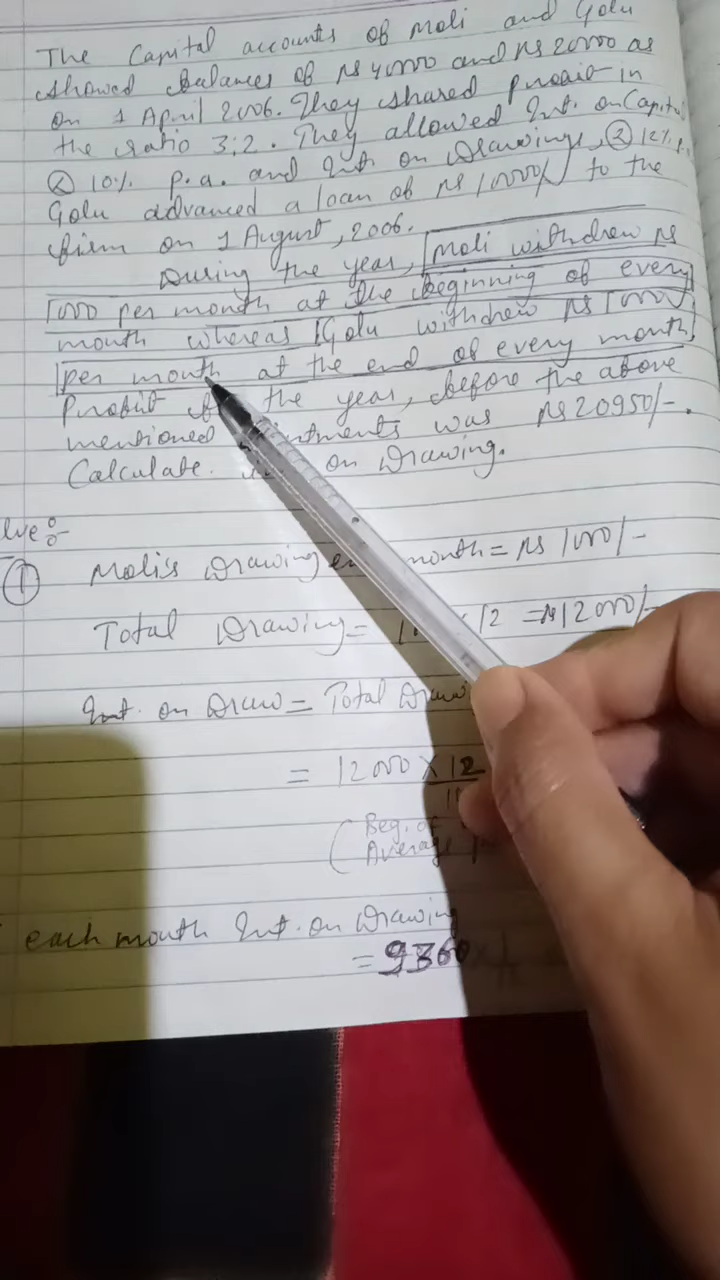 The Capital accounts of Moli and Golu
showed balances of Rs 40000 and Rs 20000 as
on 1 April 2006. They shared Profit in
the ratio 3:2. They allowed Int. on Capital
@ 10% p.a. and Int. on Drawings, @ 12% p.
Golu advanced a loan of Rs 10000/- to the
firm on 1 August, 2006.
During the year, Moli withdrew Rs
1000 per month at the beginning of every
month whereas Golu withdrew Rs 1000
per month at the end of every month
Profit the year, before the above
mentioned was Rs 20950/-.
Calculate. on Drawing.
lve:-
① Moli's Drawing month = Rs 1000/-
Total Drawing = 12 = Rs 12000/-
Int. on Draw = Total
= 12000 × 12
(Beg. of
Average
each month Int. on Drawing
= 9360